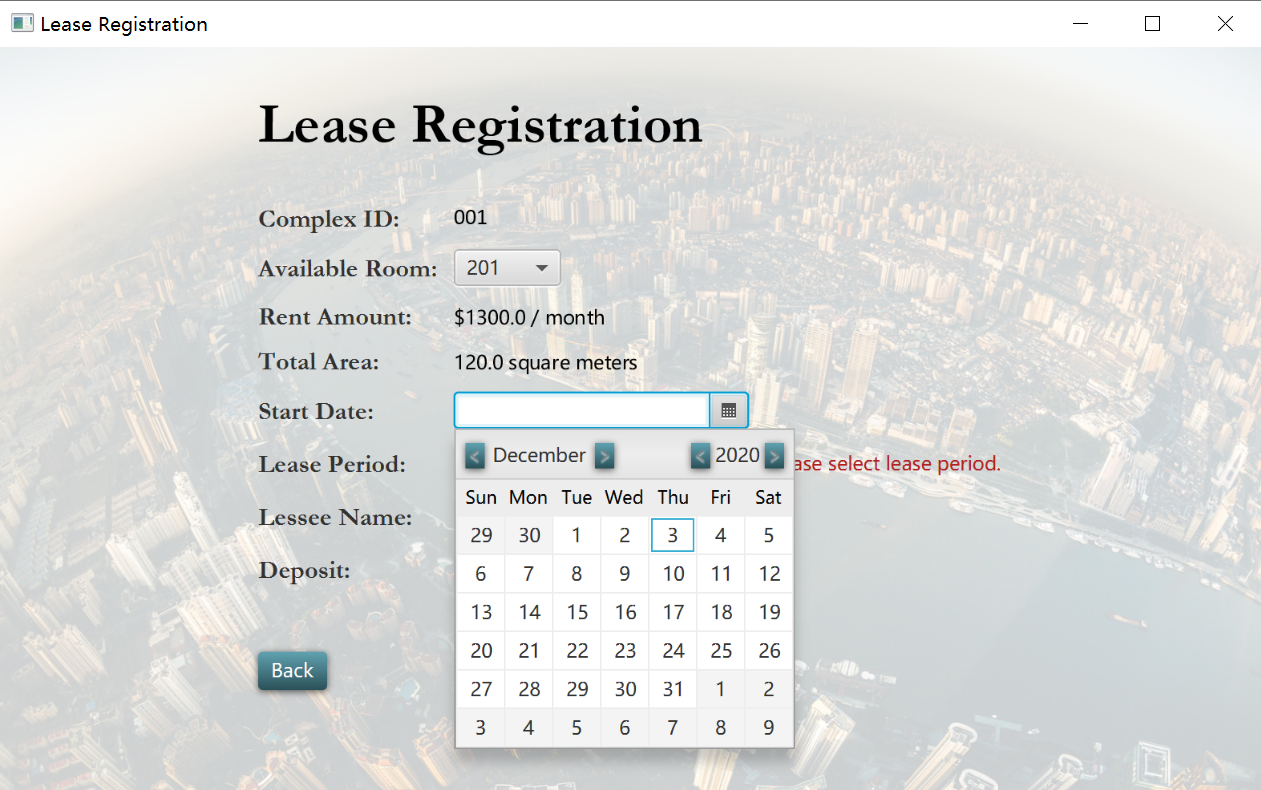 Lease Registration
Lease Registration
Complex ID: 001
Available Room: 201
Rent Amount: $1300.0 / month
Total Area: 120.0 square meters
Start Date:
< December > < 2020 >
Lease Period: ase select lease period.
Sun Mon Tue Wed Thu Fri Sat
Lessee Name:
29 30 1 2 3 4 5
Deposit:
6 7 8 9 10 11 12
13 14 15 16 17 18 19
20 21 22 23 24 25 26
Back
27 28 29 30 31 1 2
3 4 5 6 7 8 9